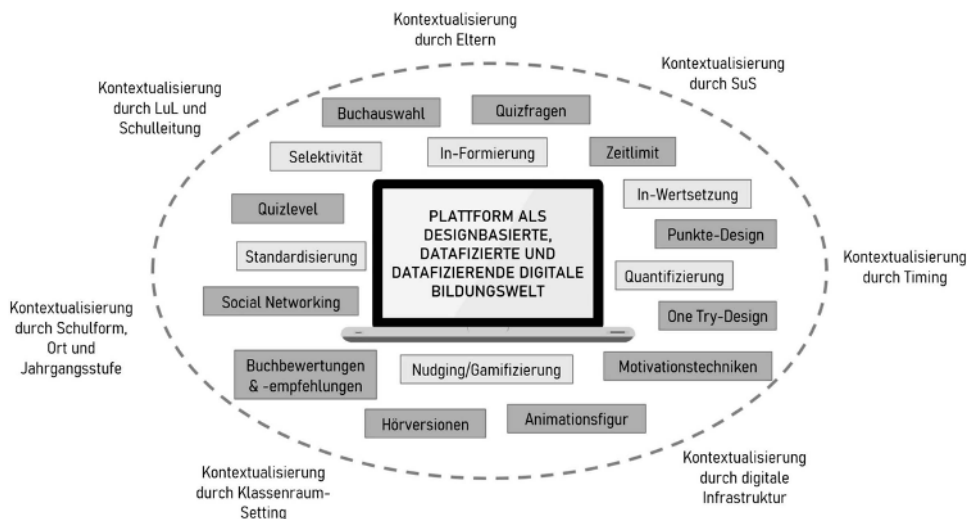 Kontextualisierung
durch Eltern
Kontextualisierung
durch SuS
Kontextualisierung
durch LuL und
Schulleitung
Buchauswahl
Quizfragen
Selektivität
In-Formierung
Zeitlimit
In-Wertsetzung
Quizlevel
PLATTFORM ALS
DESIGNBASIERTE,
DATAFIZIERTE UND
DATAFIZIERENDE DIGITALE
BILDUNGSWELT
Punkte-Design
Standardisierung
Quantifizierung
Kontextualisierung
durch Timing
Social Networking
One Try-Design
Kontextualisierung
durch Schulform,
Ort und
Jahrgangsstufe
Buchbewertungen
& -empfehlungen
Nudging/Gamifizierung
Motivationstechniken
Hörversionen
Animationsfigur
Kontextualisierung
durch Klassenraum-
Setting
Kontextualisierung
durch digitale
Infrastruktur